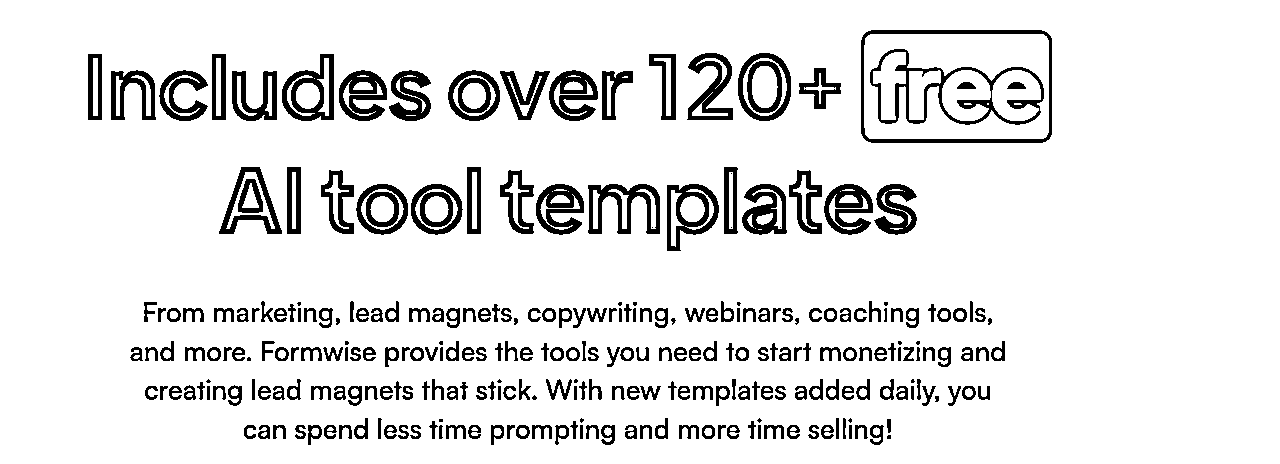 Includes over 120+ free
AI tool templates
From marketing, lead magnets, copywriting, webinars, coaching tools,
and more. Formwise provides the tools you need to start monetizing and
creating lead magnets that stick. With new templates added daily, you
can spend less time prompting and more time selling!